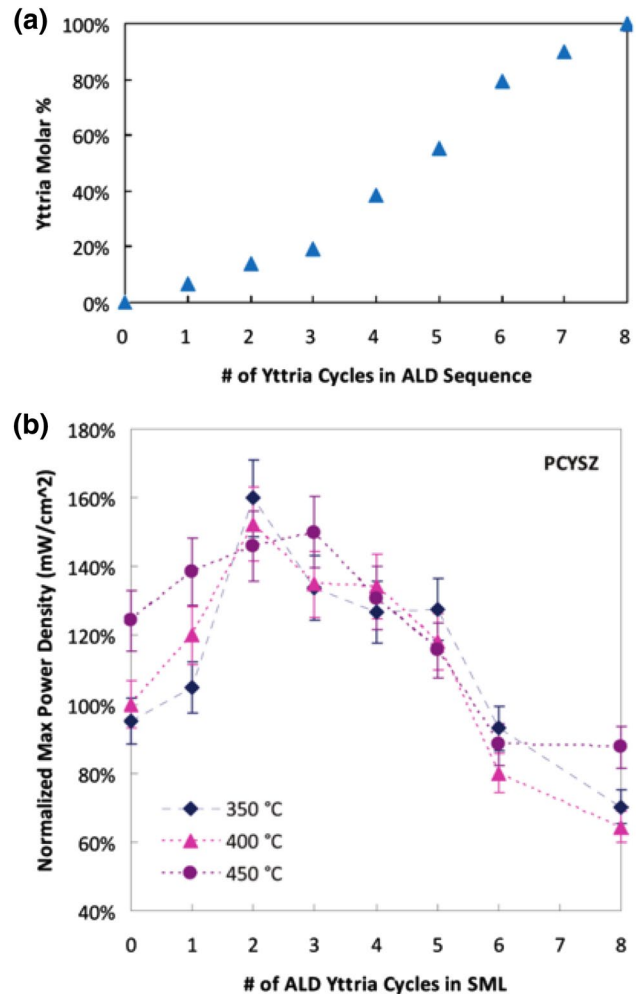 (a)
Yttria Molar %
100%
80%
60%
40%
20%
0%
0 1 2 3 4 5 6 7 8
# of Yttria Cycles in ALD Sequence
(b)
Normalized Max Power Density (mW/cm^2)
180%
160%
140%
120%
100%
80%
60%
40%
PCYSZ
350 °C
400 °C
450 °C
0 1 2 3 4 5 6 7 8
# of ALD Yttria Cycles in SML